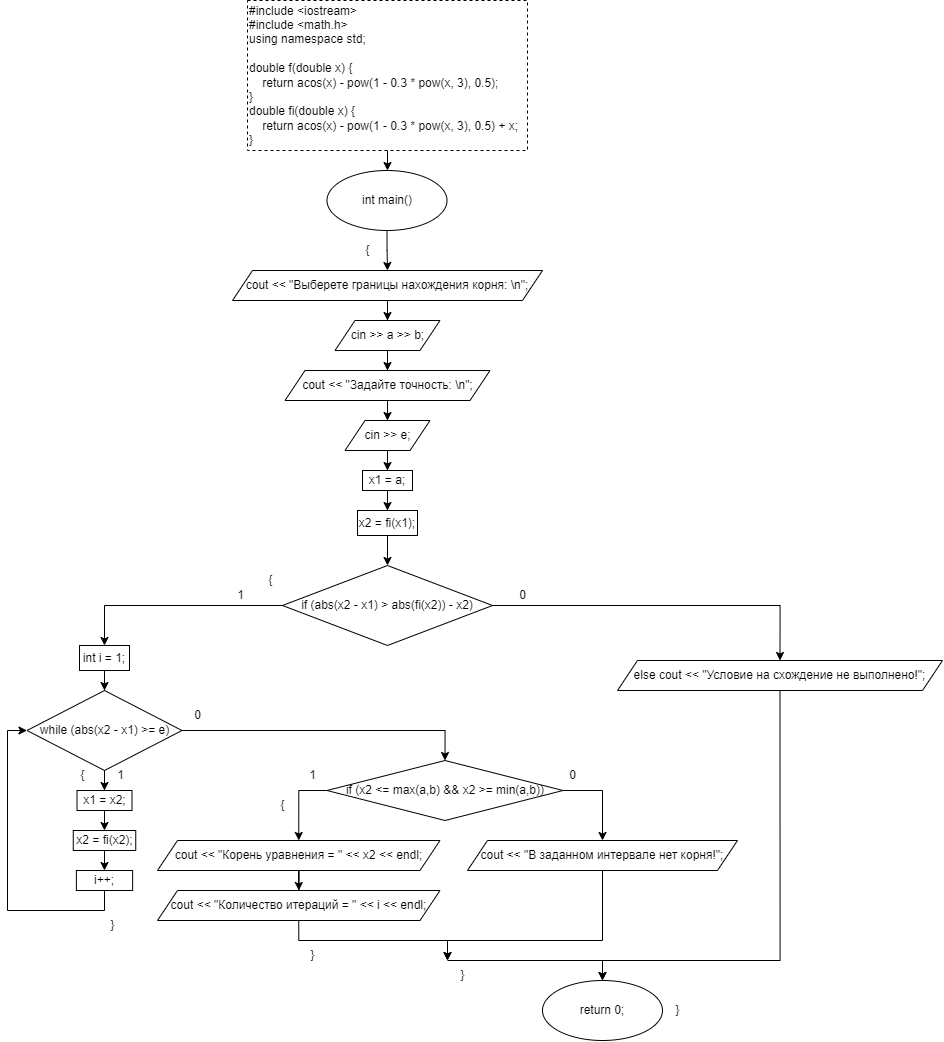 #include <iostream>
#include <math.h>
using namespace std;
double f(double x) {
return acos(x) - pow(1 - 0.3 * pow(x, 3), 0.5);
}
double fi(double x) {
return acos(x) - pow(1 - 0.3 * pow(x, 3), 0.5) + x;
}
int main()
{
cout << "Выберете границы нахождения корня: \n";
cin >> a >> b;
cout << "Задайте точность: \n";
cin >> e;
x1 = a;
x2 = fi(x1);
{
1
if (abs(x2 - x1) > abs(fi(x2)) - x2)
0
int i = 1;
else cout << "Условие на схождение не выполнено!";
while (abs(x2 - x1) >= e)
0
{
1
x1 = x2;
x2 = fi(x2);
i++;
}
1
if (x2 <= max(a,b) && x2 >= min(a,b))
0
{
cout << "Корень уравнения = " << x2 << endl;
cout << "В заданном интервале нет корня!";
cout << "Количество итераций = " << i << endl;
}
}
return 0;
}